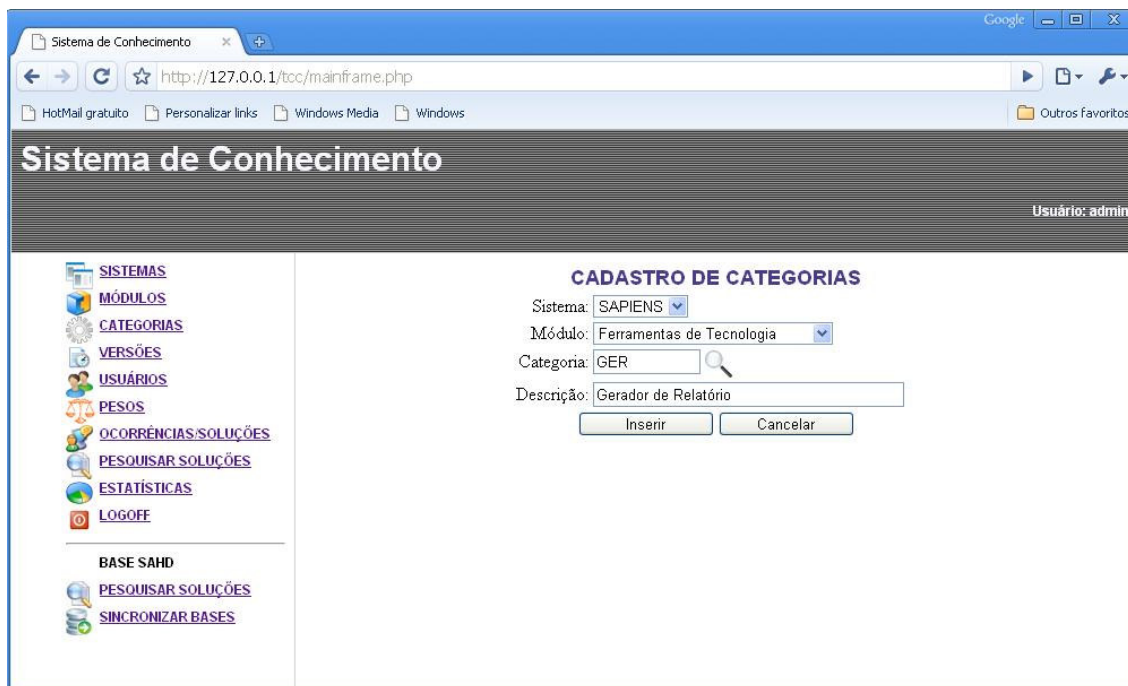 Google
Sistema de Conhecimento
http://127.0.0.1/tcc/mainframe.php
HotMail gratuito Personalizar links Windows Media Windows Outros favoritos
Sistema de Conhecimento
Usuário: admin
SISTEMAS
MÓDULOS
CATEGORIAS
VERSÕES
USUÁRIOS
PESOS
OCORRÊNCIAS/SOLUÇÕES
PESQUISAR SOLUÇÕES
ESTATÍSTICAS
LOGOFF
BASE SAHD
PESQUISAR SOLUÇÕES
SINCRONIZAR BASES
CADASTRO DE CATEGORIAS
Sistema: SAPIENS
Módulo: Ferramentas de Tecnologia
Categoria: GER
Descrição: Gerador de Relatório
Inserir Cancelar